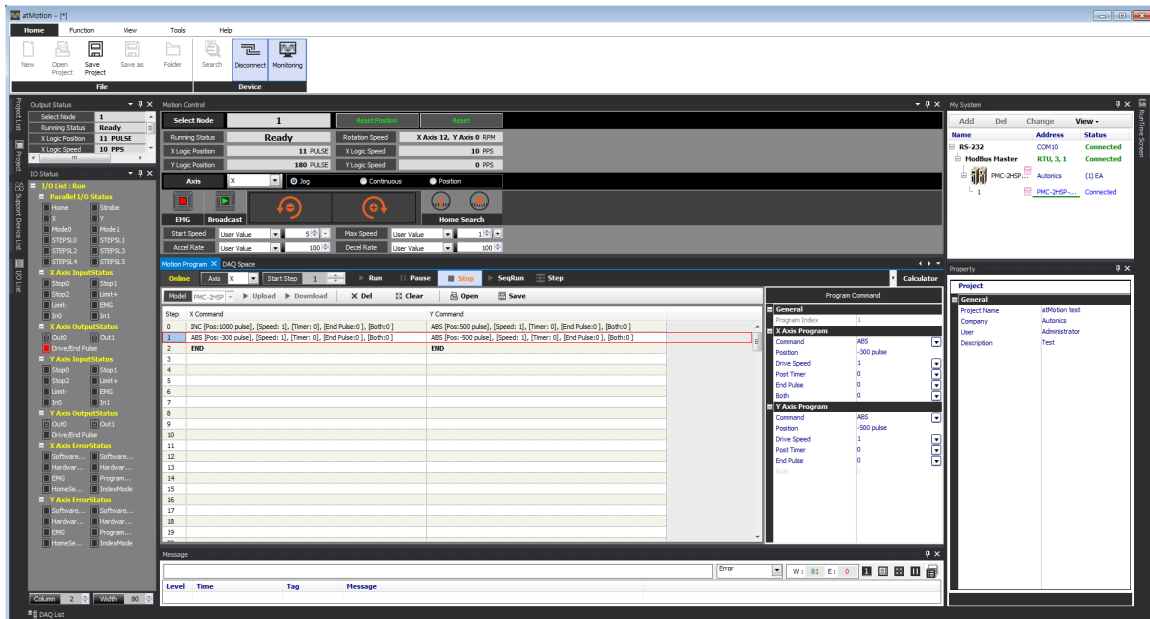 atMotion - [*]
Home Function View Tools Help
New Open Project Save Project Save as Folder Search Disconnect Monitoring
File Device
Project List
Project
Support Device List
I/O List
Output Status
Select Node 1
Running Status Ready
X Logic Position 11 PULSE
X Logic Speed 10 PPS
IO Status
I/O List : Run
Parallel I/O Status
Home Strobe
X Y
Mode0 Mode1
STEPSL0 STEPSL1
STEPSL2 STEPSL3
STEPSL4 STEPSL5
X Axis InputStatus
Stop0 Stop1
Stop2 Limit+
Limit- EMG
In0 In1
X Axis OutputStatus
Out0 Out1
Drive/End Pulse
Y Axis InputStatus
Stop0 Stop1
Stop2 Limit+
Limit- EMG
In0 In1
Y Axis OutputStatus
Out0 Out1
Drive/End Pulse
X Axis ErrorStatus
Software... Software...
Hardwar... Hardwar...
EMG Program...
HomeSe... IndexMode
Y Axis ErrorStatus
Software... Software...
Hardwar... Hardwar...
EMG Program...
HomeSe... IndexMode
Column 2 Width 80
DAQ List
Motion Control
Select Node 1 Reset Position Reset
Running Status Ready Rotation Speed X Axis 12, Y Axis 0 RPM
X Logic Position 11 PULSE X Logic Speed 10 PPS
Y Logic Position 180 PULSE Y Logic Speed 0 PPS
Axis X Jog Continuous Position
EMG Broadcast Home Search
Start Speed User Value 5 Max Speed User Value 1
Accel Rate User Value 100 Decel Rate User Value 100
Motion Program DAQ Space
Online Axis X Start Step 1 Run Pause Stop SeqRun Step Calculator
Model PMC-2HSP Upload Download X Del Clear Open Save
Step X Command Y Command
0 INC [Pos:1000 pulse], [Speed: 1], [Timer: 0], [End Pulse:0 ], [Both:0 ] ABS [Pos:500 pulse], [Speed: 1], [Timer: 0], [End Pulse:0 ], [Both:0 ]
1 ABS [Pos:-300 pulse], [Speed: 1], [Timer: 0], [End Pulse:0 ], [Both:0 ] ABS [Pos:-500 pulse], [Speed: 1], [Timer: 0], [End Pulse:0 ], [Both:0 ]
2 END END
3
4
5
6
7
8
9
10
11
12
13
14
15
16
17
18
19
Program Command
General
Program Index 1
X Axis Program
Command ABS
Position -300 pulse
Drive Speed 1
Post Timer 0
End Pulse 0
Both 0
Y Axis Program
Command ABS
Position -500 pulse
Drive Speed 1
Post Timer 0
End Pulse 0
Both 0
Message
Error W : 81 E : 0
Level Time Tag Message
My System
Add Del Change View
Name Address Status
RS-232 COM10 Connected
ModBus Master RTU, 3, 1 Connected
PMC-2HSP... Autonics (1) EA
1 PMC-2HSP-... Connected
Property
Project
General
Project Name atMotion test
Company Autonics
User Administrator
Description Test
RunTime Screen